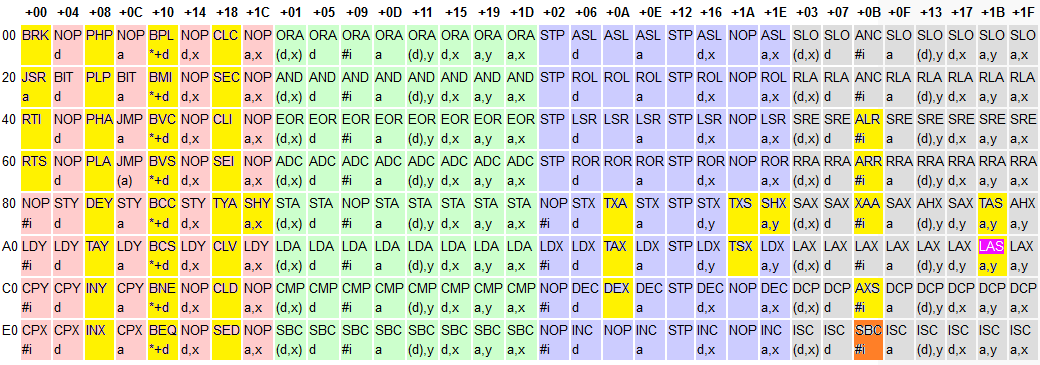 +00 +04 +08 +0C +10 +14 +18 +1C +01 +05 +09 +0D +11 +15 +19 +1D +02 +06 +0A +0E +12 +16 +1A +1E +03 +07 +0B +0F +13 +17 +1B +1F
00 BRK NOP PHP NOP BPL NOP CLC NOP ORA ORA ORA ORA ORA ORA ORA ORA STP ASL ASL ASL STP ASL NOP ASL SLO SLO ANC SLO SLO SLO SLO SLO
d a *+d d,x a,x (d,x) d #i a (d),y d,x a,y a,x d a d,x a,x (d,x) d #i a (d),y d,x a,y a,x
20 JSR BIT PLP BIT BMI NOP SEC NOP AND AND AND AND AND AND AND AND STP ROL ROL ROL STP ROL NOP ROL RLA RLA ANC RLA RLA RLA RLA RLA
a d a *+d d,x a,x (d,x) d #i a (d),y d,x a,y a,x d a d,x a,x (d,x) d #i a (d),y d,x a,y a,x
40 RTI NOP PHA JMP BVC NOP CLI NOP EOR EOR EOR EOR EOR EOR EOR EOR STP LSR LSR LSR STP LSR NOP LSR SRE SRE ALR SRE SRE SRE SRE SRE
d a *+d d,x a,x (d,x) d #i a (d),y d,x a,y a,x d a d,x a,x (d,x) d #i a (d),y d,x a,y a,x
60 RTS NOP PLA JMP BVS NOP SEI NOP ADC ADC ADC ADC ADC ADC ADC ADC STP ROR ROR ROR STP ROR NOP ROR RRA RRA ARR RRA RRA RRA RRA RRA
d (a) *+d d,x a,x (d,x) d #i a (d),y d,x a,y a,x d a d,x a,x (d,x) d #i a (d),y d,x a,y a,x
80 NOP STY DEY STY BCC STY TYA SHY STA STA NOP STA STA STA STA STA NOP STX TXA STX STP STX TXS SHX SAX SAX XAA SAX AHX SAX TAS AHX
#i d a *+d d,x a,x (d,x) d #i a (d),y d,x a,y a,x #i d a d,y a,y (d,x) d #i a (d),y d,y a,y a,y
A0 LDY LDY TAY LDY BCS LDY CLV LDY LDA LDA LDA LDA LDA LDA LDA LDA LDX LDX TAX LDX STP LDX TSX LDX LAX LAX LAX LAX LAX LAX LAS LAX
#i d a *+d d,x a,x (d,x) d #i a (d),y d,x a,y a,x #i d a d,y a,y (d,x) d #i a (d),y d,y a,y a,y
C0 CPY CPY INY CPY BNE NOP CLD NOP CMP CMP CMP CMP CMP CMP CMP CMP NOP DEC DEX DEC STP DEC NOP DEC DCP DCP AXS DCP DCP DCP DCP DCP
#i d a *+d d,x a,x (d,x) d #i a (d),y d,x a,y a,x #i d a d,x a,x (d,x) d #i a (d),y d,x a,y a,x
E0 CPX CPX INX CPX BEQ NOP SED NOP SBC SBC SBC SBC SBC SBC SBC SBC NOP INC NOP INC STP INC NOP INC ISC ISC SBC ISC ISC ISC ISC ISC
#i d a *+d d,x a,x (d,x) d #i a (d),y d,x a,y a,x #i d a d,x a,x (d,x) d #i a (d),y d,x a,y a,x